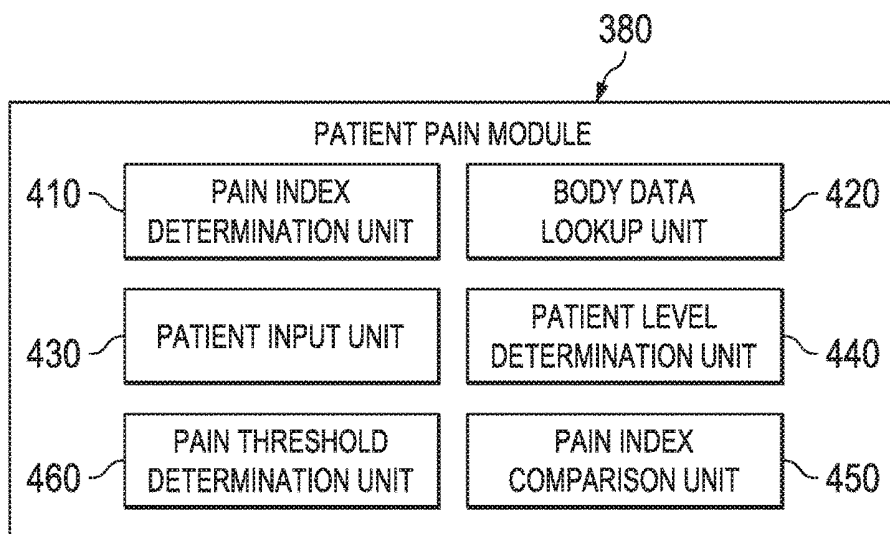 380
PATIENT PAIN MODULE
410
PAIN INDEX
DETERMINATION UNIT
BODY DATA
LOOKUP UNIT
420
430
PATIENT INPUT UNIT
PATIENT LEVEL
DETERMINATION UNIT
440
460
PAIN THRESHOLD
DETERMINATION UNIT
PAIN INDEX
COMPARISON UNIT
450